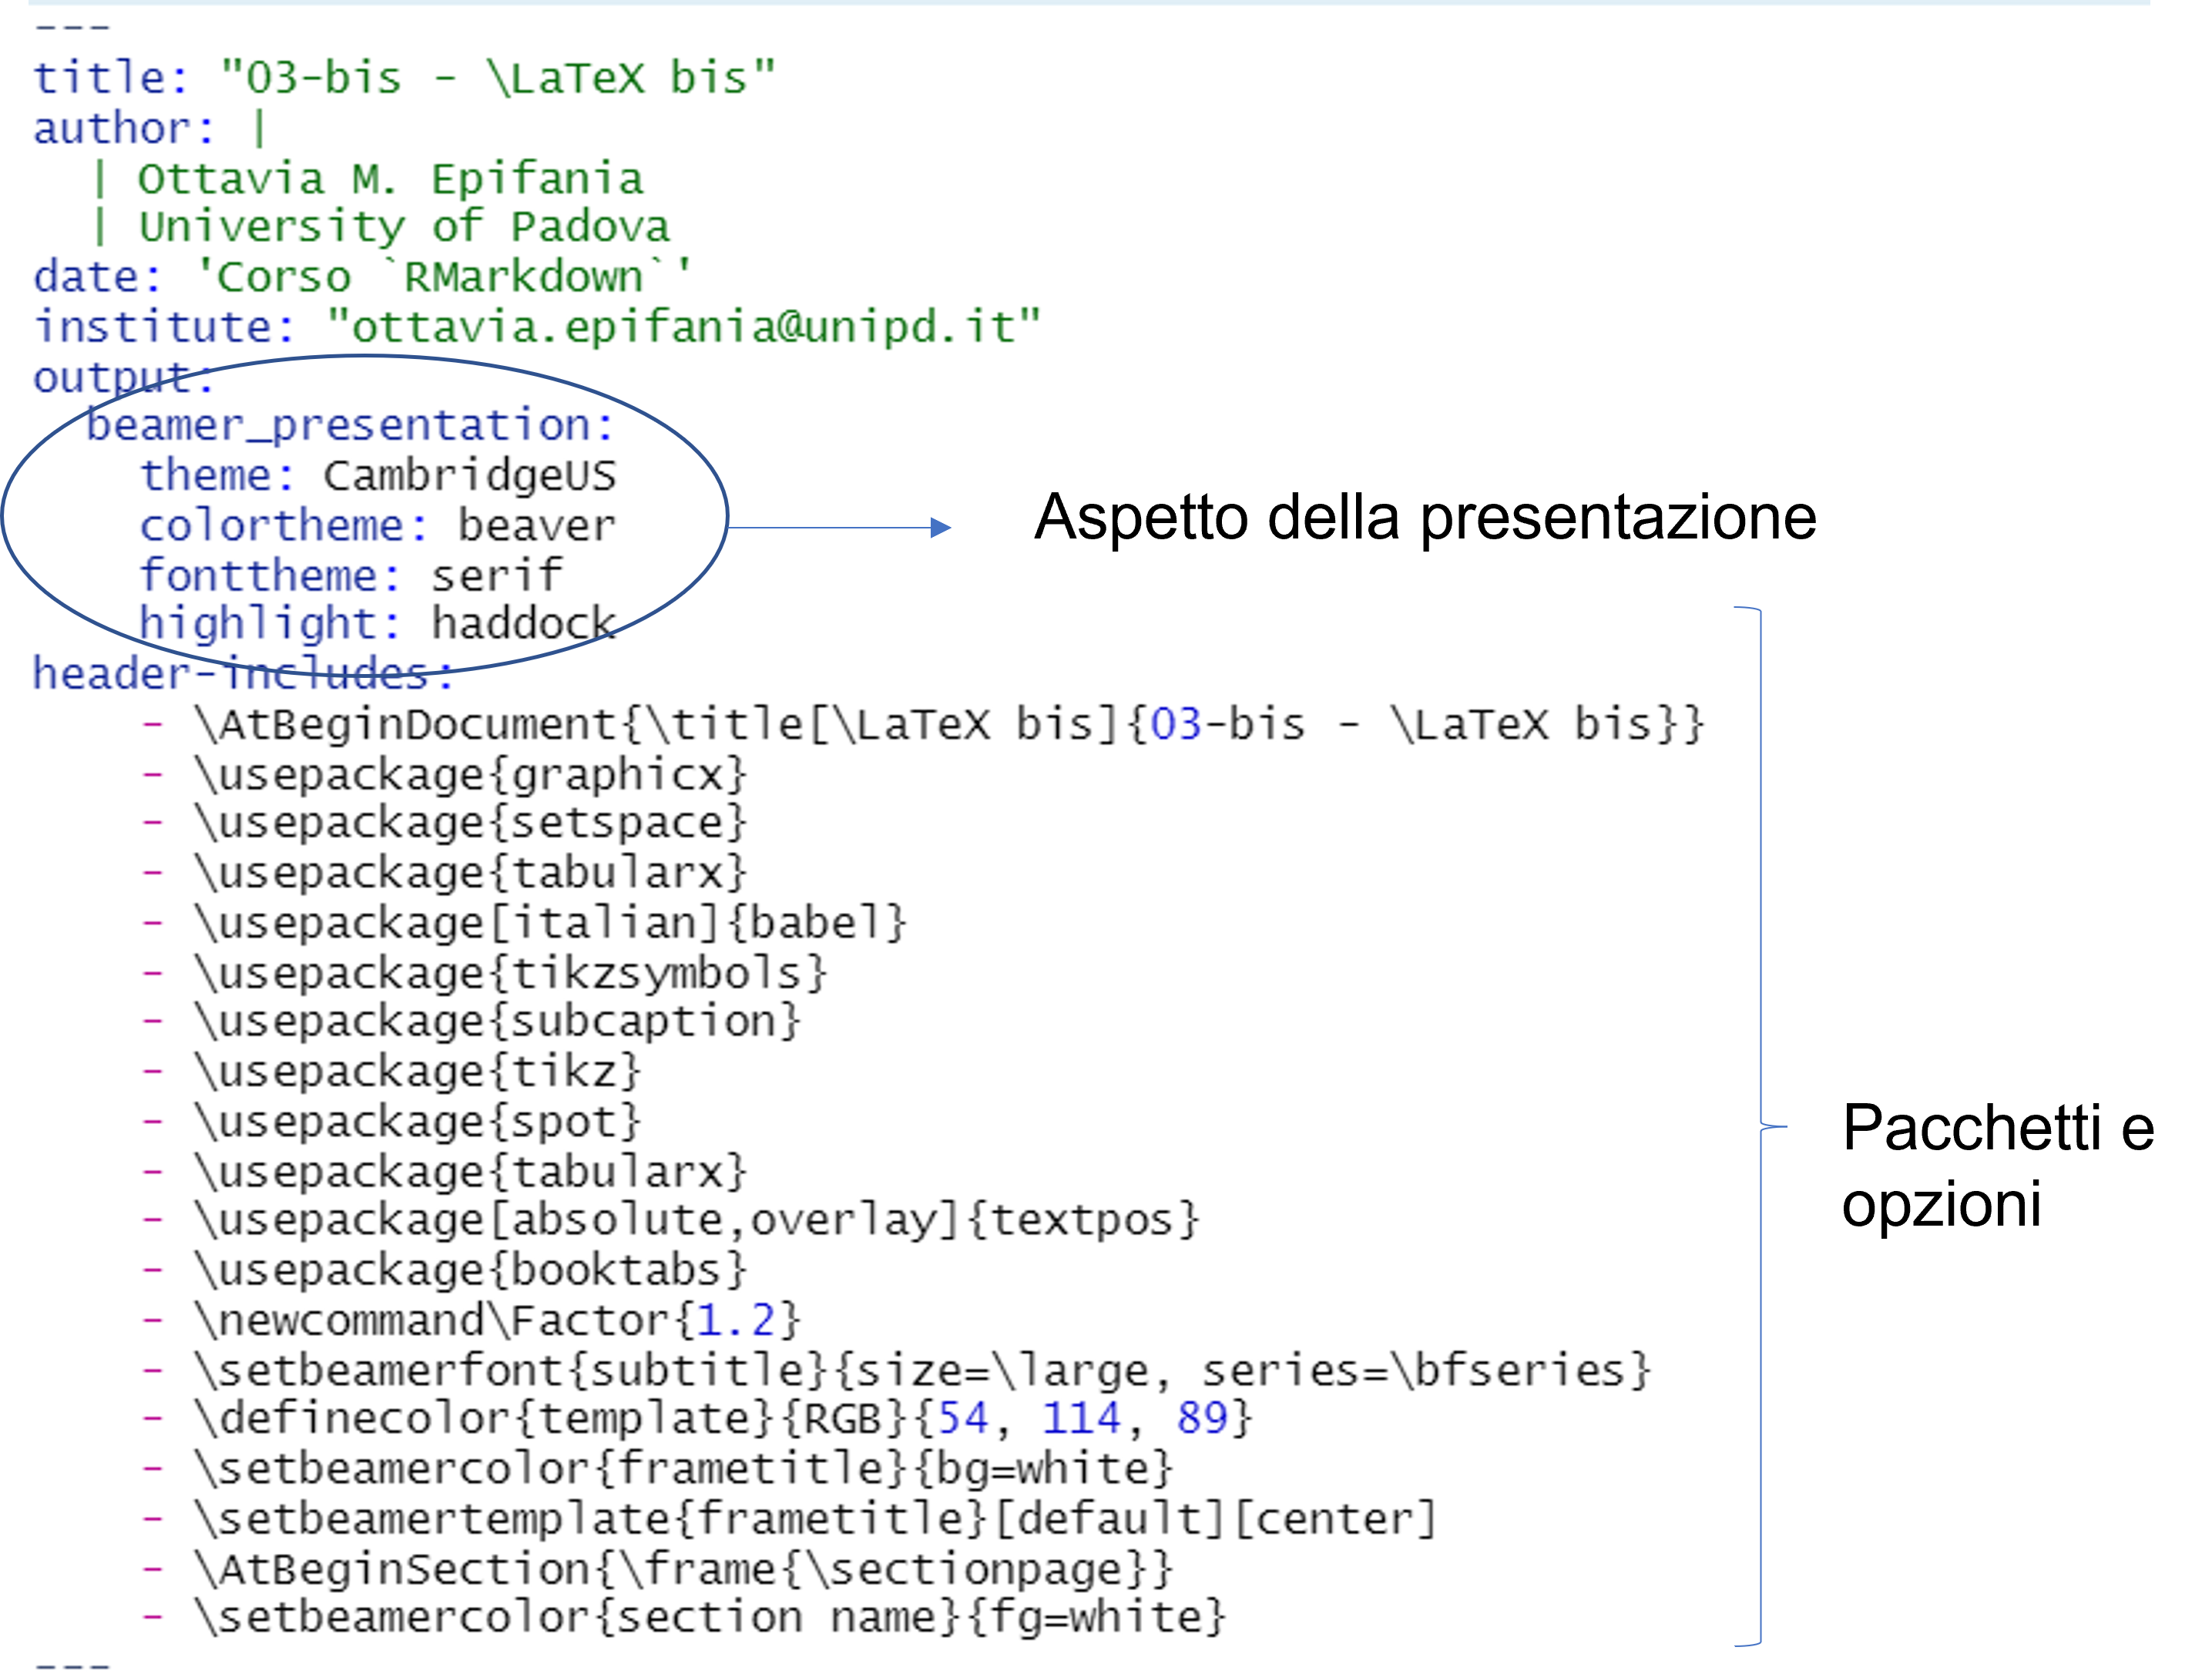 ---
title: "03-bis - \LaTeX bis"
author: |
  | Ottavia M. Epifania
  | University of Padova
date: 'Corso `RMarkdown`'
institute: "ottavia.epifania@unipd.it"
output:
  beamer_presentation:
    theme: CambridgeUS
    colortheme: beaver
    fonttheme: serif
    highlight: haddock
Aspetto della presentazione
header-includes:
    - \AtBeginDocument{\title[\LaTeX bis]{03-bis - \LaTeX bis}}
    - \usepackage{graphicx}
    - \usepackage{setspace}
    - \usepackage{tabularx}
    - \usepackage[italian]{babel}
    - \usepackage{tikzsymbols}
    - \usepackage{subcaption}
    - \usepackage{tikz}
    - \usepackage{spot}
    - \usepackage{tabularx}
    - \usepackage[absolute,overlay]{textpos}
    - \usepackage{booktabs}
    - \newcommand\Factor{1.2}
    - \setbeamerfont{subtitle}{size=\large, series=\bfseries}
    - \definecolor{template}{RGB}{54, 114, 89}
    - \setbeamercolor{frametitle}{bg=white}
    - \setbeamertemplate{frametitle}[default][center]
    - \AtBeginSection{\frame{\sectionpage}}
    - \setbeamercolor{section name}{fg=white}
---
Pacchetti e
opzioni